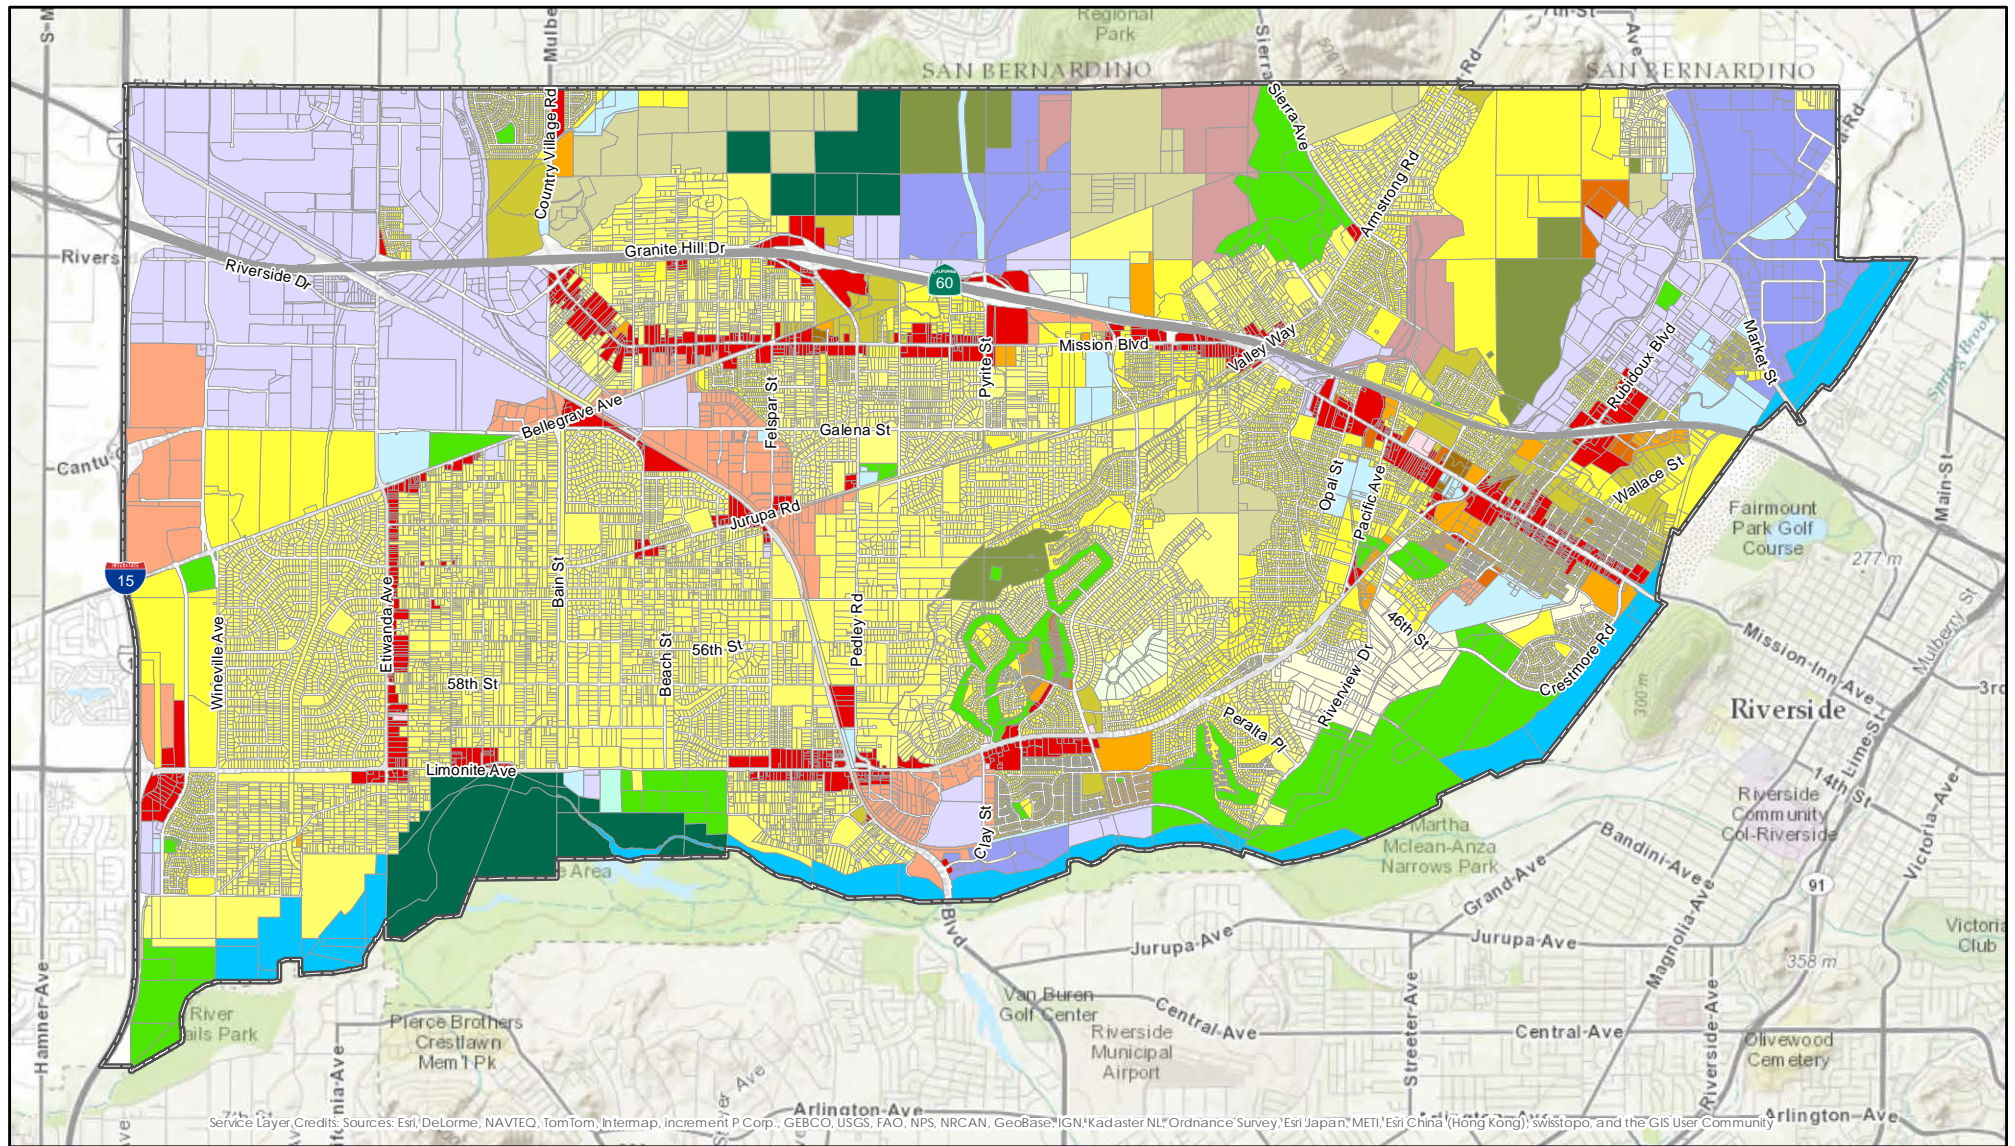 Regional
Park
SAN BERNARDINO
SAN BERNARDINO
Sierra Ave
Armstrong Rd
Country Village Rd
Granite Hill Dr
Riverside Dr
CALIFORNIA
60
Mission Blvd
Valley Way
Pyrite St
Rubidoux Blvd
Market St
Spring Brook
Felspar St
Bellegrave Ave
Galena St
Jurupa Rd
Opal St
Pacific Ave
Wallace St
Main-St
Fairmount
Park Golf
Course
277 m
INTERSTATE
15
Wineville Ave
Etiwanda Ave
Bain St
Beach St
56th St
Pedley Rd
58th St
46th St
Riverview Dr
Crestmore Rd
Peralta Pl
Limonite Ave
Clay St
300 m
Mission-Inn-Ave
Mulberry St
Riverside
Lime-St
14th-St
Riverside
Community
Col-Riverside
Victoria-Ave
Martha
Mclean-Anza
Narrows Park
Bandini-Ave
Grand-Ave
91
Magnolia-Ave
Jurupa-Ave
Jurupa-Ave
358 m
Hamner-Ave
Blvd
Van Buren
Golf Center
Central-Ave
Riverside
Municipal
Airport
Streeter-Ave
Central-Ave
Riverside-Ave
Olivewood
Cemetery
River
Pierce Brothers
Crestlawn
Mem'l Pk
Arlington-Ave
Arlington-Ave
Service Layer Credits: Sources: Esri, DeLorme, NAVTEQ, TomTom, Intermap, increment P Corp., GEBCO, USGS, FAO, NPS, NRCAN, GeoBase, IGN, Kadaster NL, Ordnance Survey, Esri Japan, METI, Esri China (Hong Kong), swisstopo, and the GIS User Community